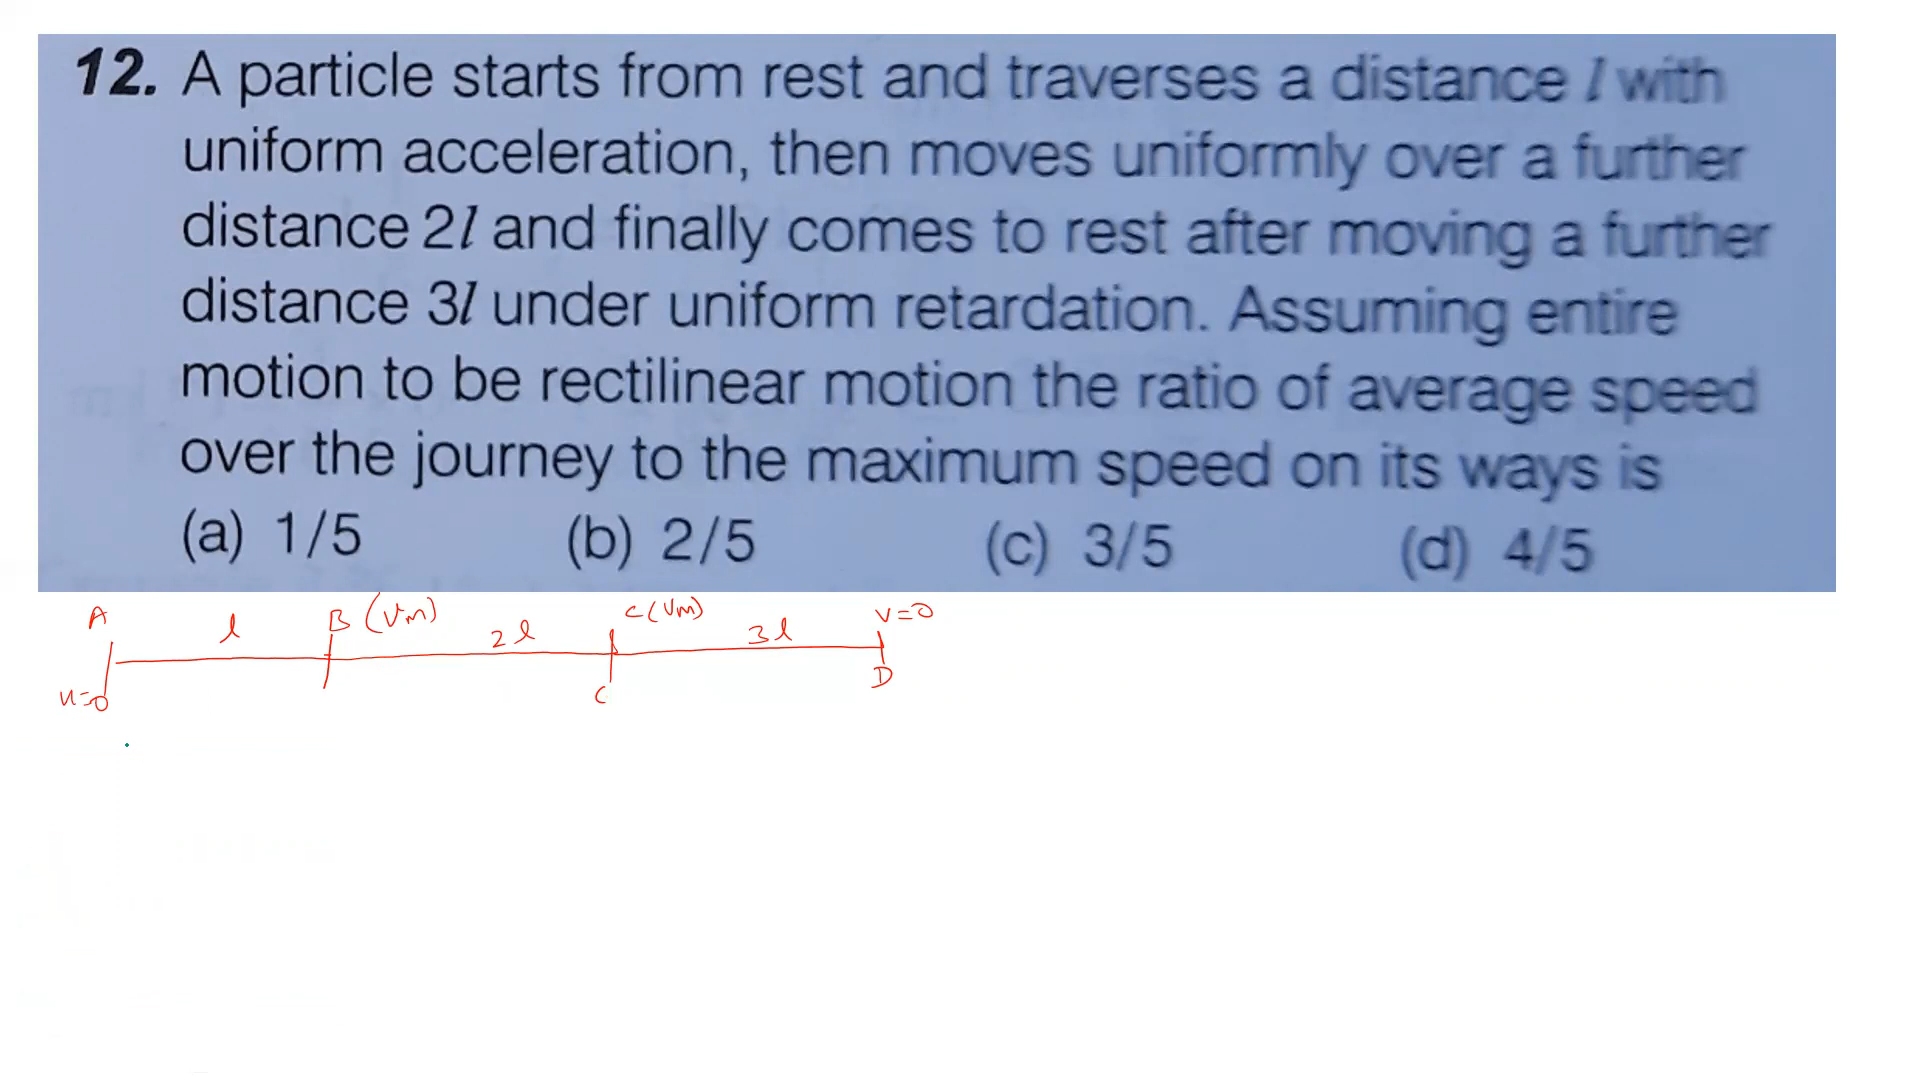 12. A particle starts from rest and traverses a distance l with
uniform acceleration, then moves uniformly over a further
distance 2l and finally comes to rest after moving a further
distance 3l under uniform retardation. Assuming entire
motion to be rectilinear motion the ratio of average speed
over the journey to the maximum speed on its ways is
(a) 1/5 (b) 2/5 (c) 3/5 (d) 4/5
A l B (Vm) 2l C (Vm) 3l V=0
u=0 C D